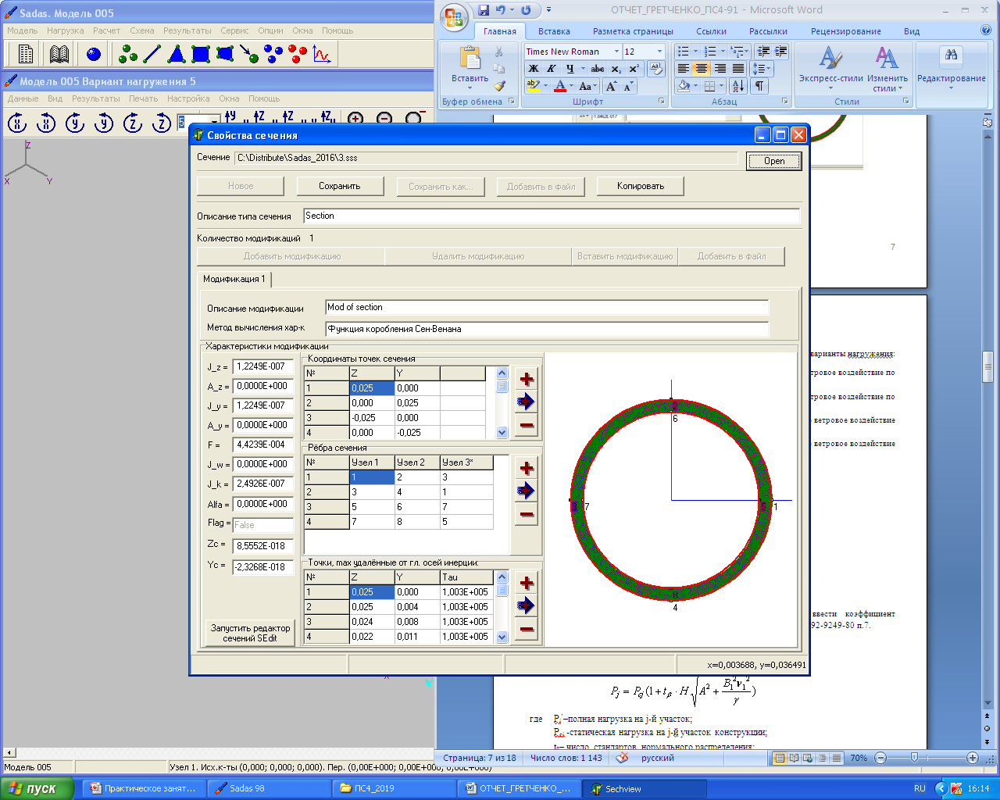 Sadas. Модель 005
Модель Нагрузка Расчет Схема Результаты Сервис Опции Окна Помощь
Модель 005 Вариант нагружения 5
Данные Вид Результаты Печать Настройка Окна Помощь
X X Y Y Z Z 5
Z
X Y
ОТЧЕТ_ГРЕТЧЕНКО_ПС4-91 - Microsoft Word
Главная Вставка Разметка страницы Ссылки Рассылки Рецензирование Вид
Вставить
Буфер обмена
Times New Roman 12
Ж К Ч abc x₂ x²
Aa
Шрифт
Абзац
Экспресс-стили
Изменить стили
Стили
Редактирование
7
Свойства сечения
Сечение C:\Distribute\Sadas_2016\3.sss Open
Новое Сохранить Сохранить как... Добавить в файл Копировать
Описание типа сечения Section
Количество модификаций 1
Добавить модификацию Удалить модификацию Вставить модификацию Добавить в файл
Модификация 1
Описание модификации Mod of section
Метод вычисления хар-к Функция коробления Сен-Венана
Характеристики модификации
J_z = 1,2249E-007
A_z = 0,0000E+000
J_y = 1,2249E-007
A_y = 0,0000E+000
F = 4,4239E-004
J_w = 0,0000E+000
J_k = 2,4926E-007
Alfa = 0,0000E+000
Flag = False
Zc = 8,5552E-018
Yc = -2,3268E-018
Запустить редактор
сечений SEdit
Координаты точек сечения
№ Z Y
1 0,025 0,000
2 0,000 0,025
3 -0,025 0,000
4 0,000 -0,025
Рёбра сечения
№ Узел 1 Узел 2 Узел 3*
1 1 2 3
2 3 4 1
3 5 6 7
4 7 8 5
Точки, max удалённые от гл. осей инерции:
№ Z Y Tau
1 0,025 0,000 1,003E+005
2 0,025 0,004 1,003E+005
3 0,024 0,008 1,003E+005
4 0,022 0,011 1,003E+005
2
6
3 7 5 1
8
4
x=0,003688, y=0,036491
варианты нагружения:
ветровое воздействие по
ветровое воздействие по
ветровое воздействие
ветровое воздействие
ввести коэффициент
92-9249-80 п.7.
P_j = P_qj (1 + t_β · H √(A² + B₁²ν₁²/γ))
где P_j'–полная нагрузка на j-й участок;
-статическая нагрузка на j-й участок конструкции;
число стандартов нормального распределения;
Модель 005 Узел 1. Исх.к-ты (0,000; 0,000; 0,000). Пер. (0,00E+000; 0,00E+000; 0,00E+000)
Страница: 7 из 18 Число слов: 1 143 русский 70%
пуск Практическое занят... Sadas 98 ПС4_2019 ОТЧЕТ_ГРЕТЧЕНКО_... Sechview RU 16:14